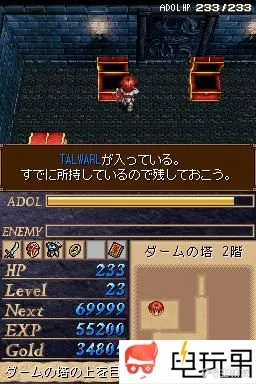 ADOL HP 233/233
TALWARLが入っている。
すでに所持しているので残しておこう。
ADOL
ENEMY
ダームの塔 2階
HP 233
Level 23
Next 69999
EXP 55200
Gold
ダームの塔の上を目
电玩男